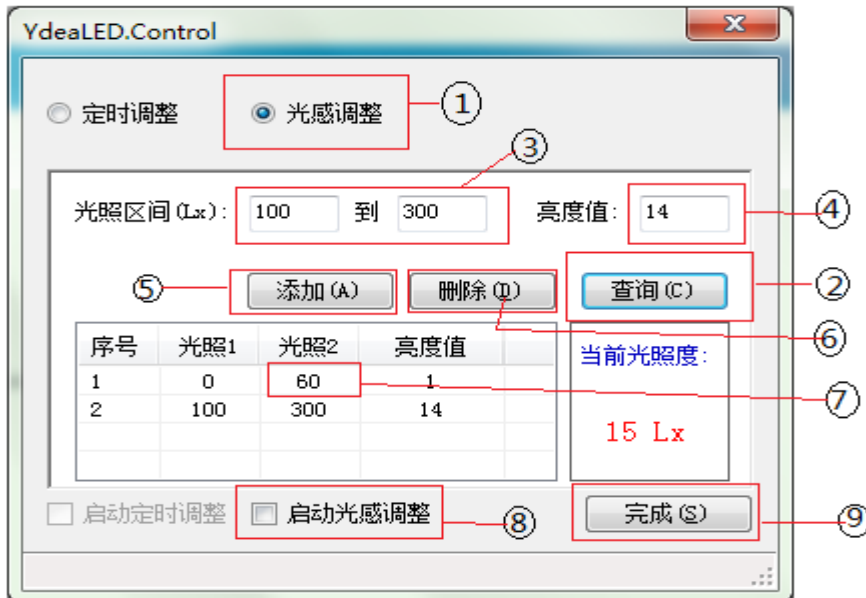 YdeaLED.Control
定时调整 光感调整 ①
③
光照区间(Lx): 100 到 300 亮度值: 14 ④
⑤ 添加(A) 删除(D) 查询(C) ②
序号 光照1 光照2 亮度值 当前光照度: ⑥
1 0 60 1 ⑦
2 100 300 14
15 Lx
启动定时调整 启动光感调整 ⑧ 完成(S) ⑨